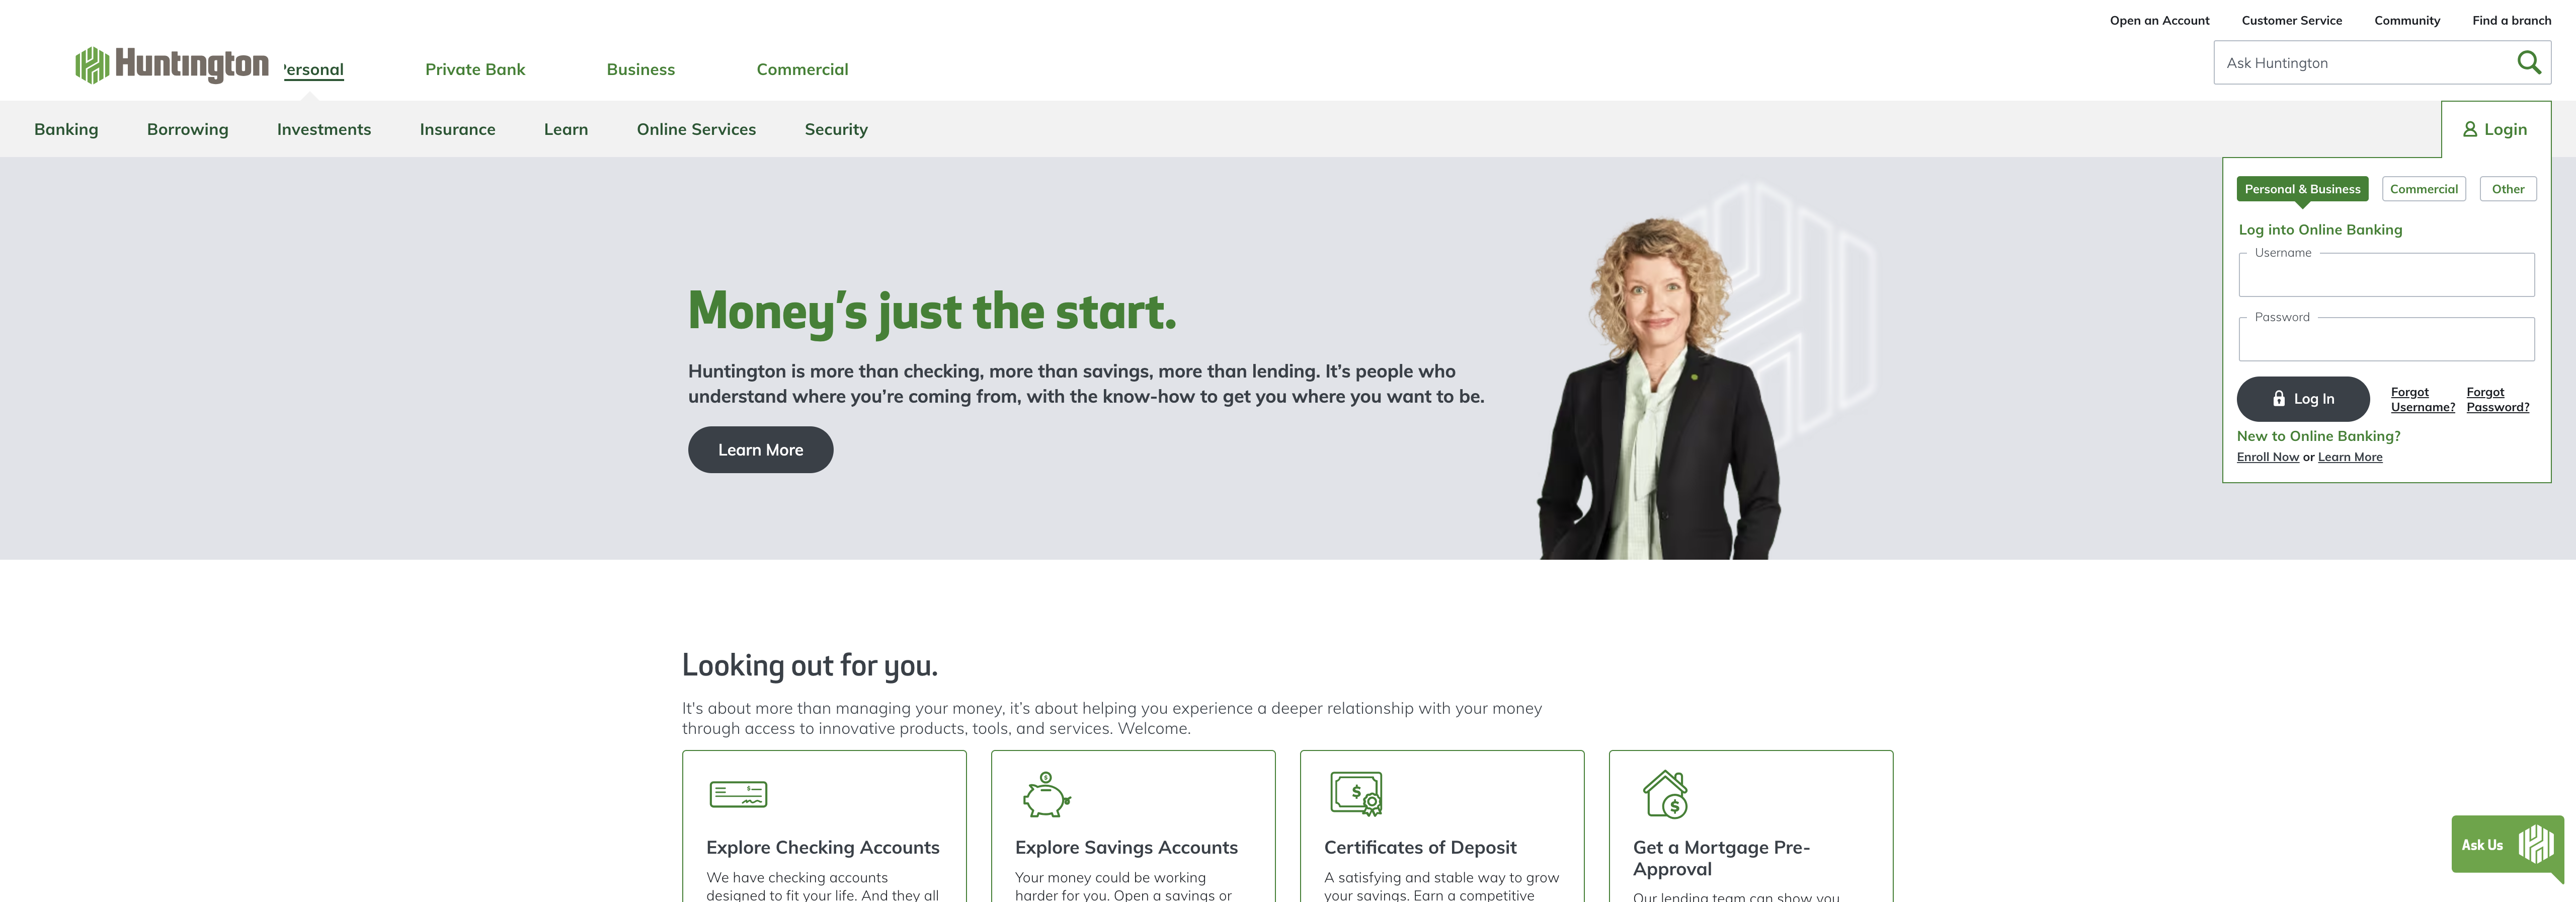 Open an Account
Customer Service
Community
Find a branch
Huntington
Personal
Private Bank
Business
Commercial
Ask Huntington
Banking
Borrowing
Investments
Insurance
Learn
Online Services
Security
Login
Personal & Business
Commercial
Other
Log into Online Banking
Username
Password
Log In
Forgot
Username?
Forgot
Password?
New to Online Banking?
Enroll Now or Learn More
Money's just the start.
Huntington is more than checking, more than savings, more than lending. It's people who
understand where you're coming from, with the know-how to get you where you want to be.
Learn More
Looking out for you.
It's about more than managing your money, it's about helping you experience a deeper relationship with your money
through access to innovative products, tools, and services. Welcome.
Explore Checking Accounts
We have checking accounts
designed to fit your life. And they all
Explore Savings Accounts
Your money could be working
harder for you. Open a savings or
Certificates of Deposit
A satisfying and stable way to grow
your savings. Earn a competitive
Get a Mortgage Pre-
Approval
Our lending team can show you
Ask Us